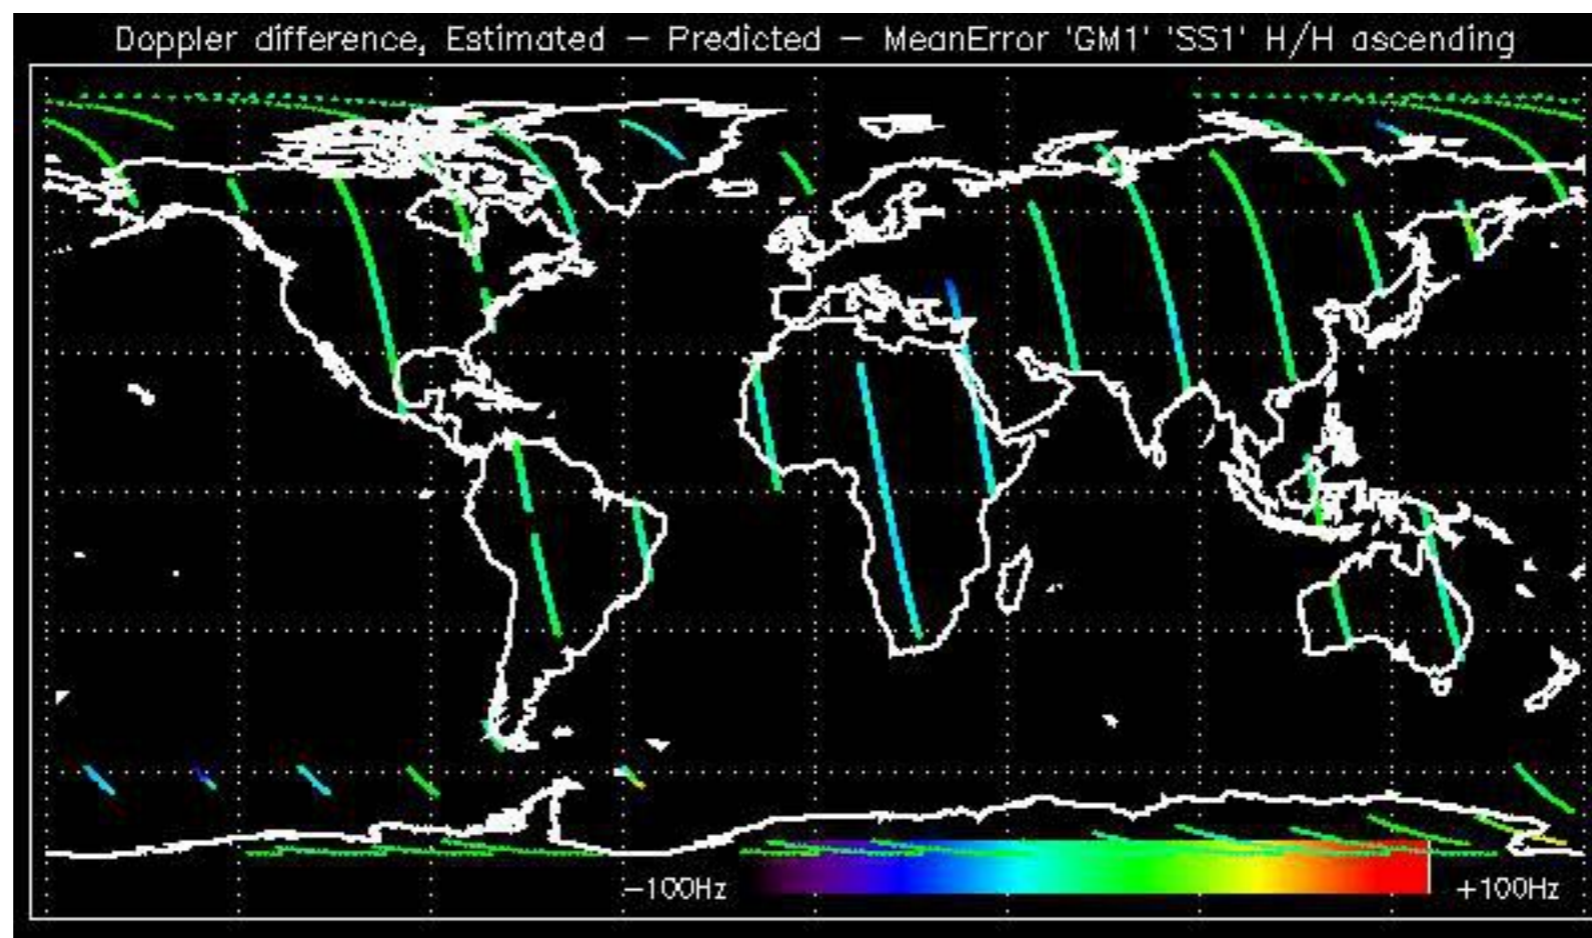 Doppler difference, Estimated – Predicted – MeanError 'GM1' 'SS1' H/H ascending
-100Hz +100Hz